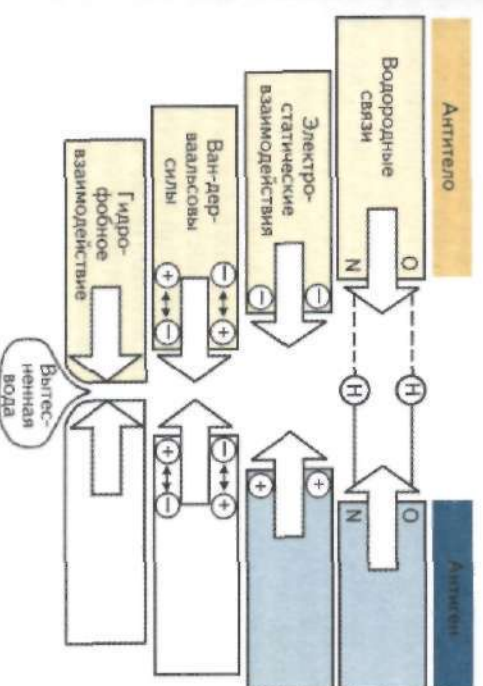 Антитело
Антиген
Водородные
связи
O
N
H
H
O
N
Электро-
статические
взаимодействия
−
−
+
+
Ван-дер-
ваальсовы
силы
− +
+ −
− +
+ −
Гидро-
фобное
взаимодействие
Вытес-
ненная
вода